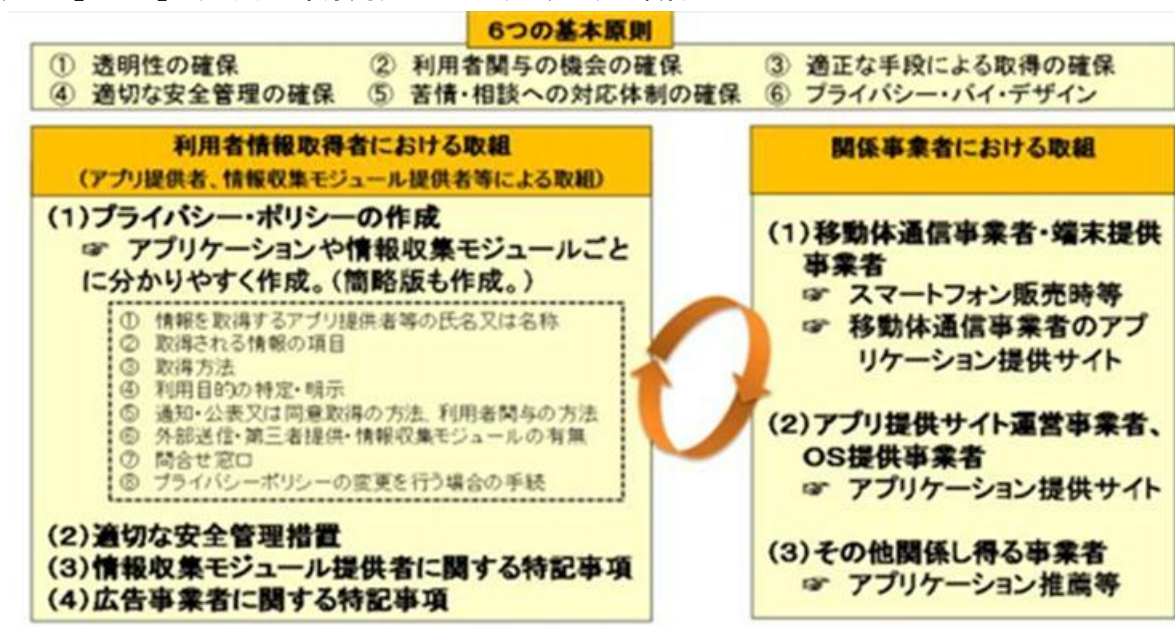 6つの基本原則
① 透明性の確保 ② 利用者関与の機会の確保 ③ 適正な手段による取得の確保
④ 適切な安全管理の確保 ⑤ 苦情・相談への対応体制の確保 ⑥ プライバシー・バイ・デザイン
利用者情報取得者における取組
(アプリ提供者、情報収集モジュール提供者等による取組)
(1)プライバシー・ポリシーの作成
☞ アプリケーションや情報収集モジュールごと
に分かりやすく作成。(簡略版も作成。)
① 情報を取得するアプリ提供者等の氏名又は名称
② 取得される情報の項目
③ 取得方法
④ 利用目的の特定・明示
⑤ 通知・公表又は同意取得の方法、利用者関与の方法
⑥ 外部送信・第三者提供・情報収集モジュールの有無
⑦ 問合せ窓口
⑧ プライバシーポリシーの変更を行う場合の手続
(2)適切な安全管理措置
(3)情報収集モジュール提供者に関する特記事項
(4)広告事業者に関する特記事項
関係事業者における取組
(1)移動体通信事業者・端末提供
事業者
☞ スマートフォン販売時等
☞ 移動体通信事業者のアプ
リケーション提供サイト
(2)アプリ提供サイト運営事業者、
OS提供事業者
☞ アプリケーション提供サイト
(3)その他関係し得る事業者
☞ アプリケーション推薦等